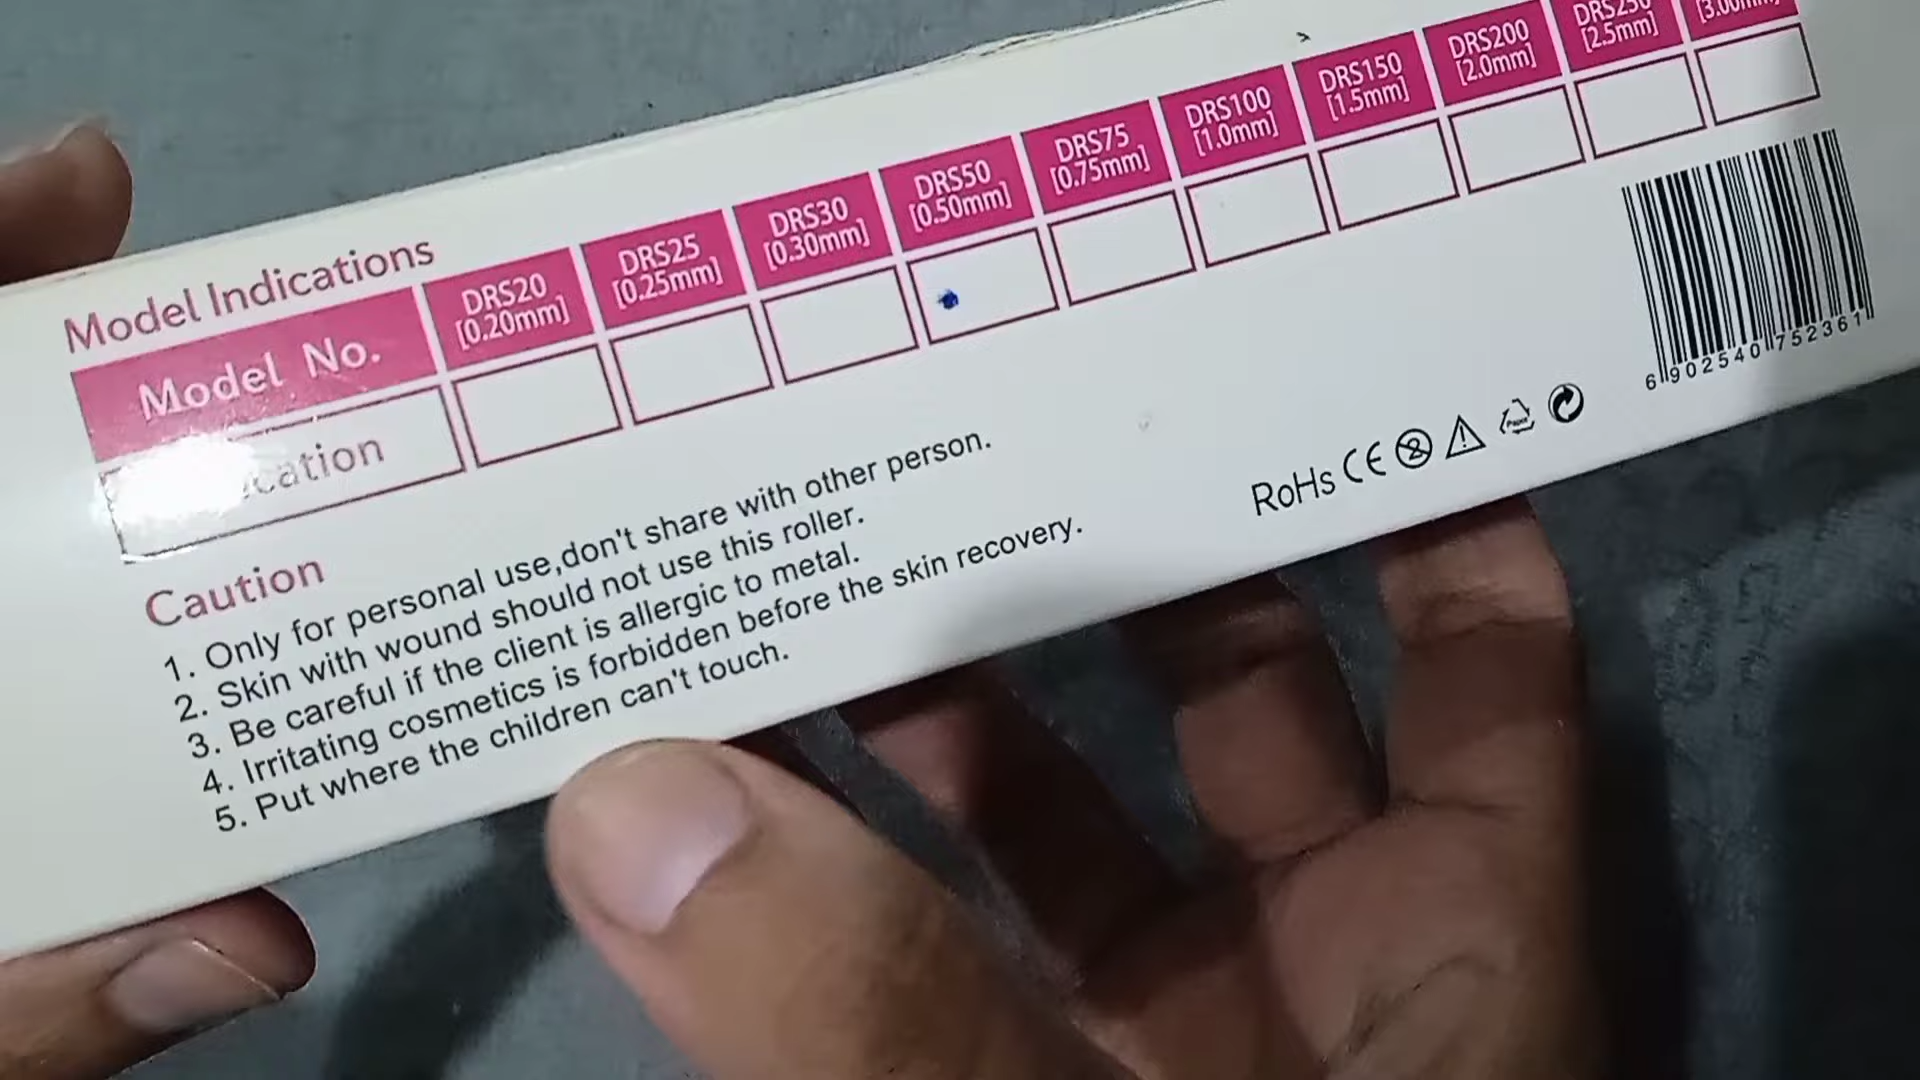 Model Indications
Model No. DRS20 DRS25 DRS30 DRS50 DRS75 DRS100 DRS150 DRS200 DRS250
[0.20mm] [0.25mm] [0.30mm] [0.50mm] [0.75mm] [1.0mm] [1.5mm] [2.0mm] [2.5mm] [3.00mm]
Caution
1. Only for personal use,don't share with other person.
2. Skin with wound should not use this roller.
3. Be careful if the client is allergic to metal.
4. Irritating cosmetics is forbidden before the skin recovery.
5. Put where the children can't touch.
RoHs CE
6 902540 752361